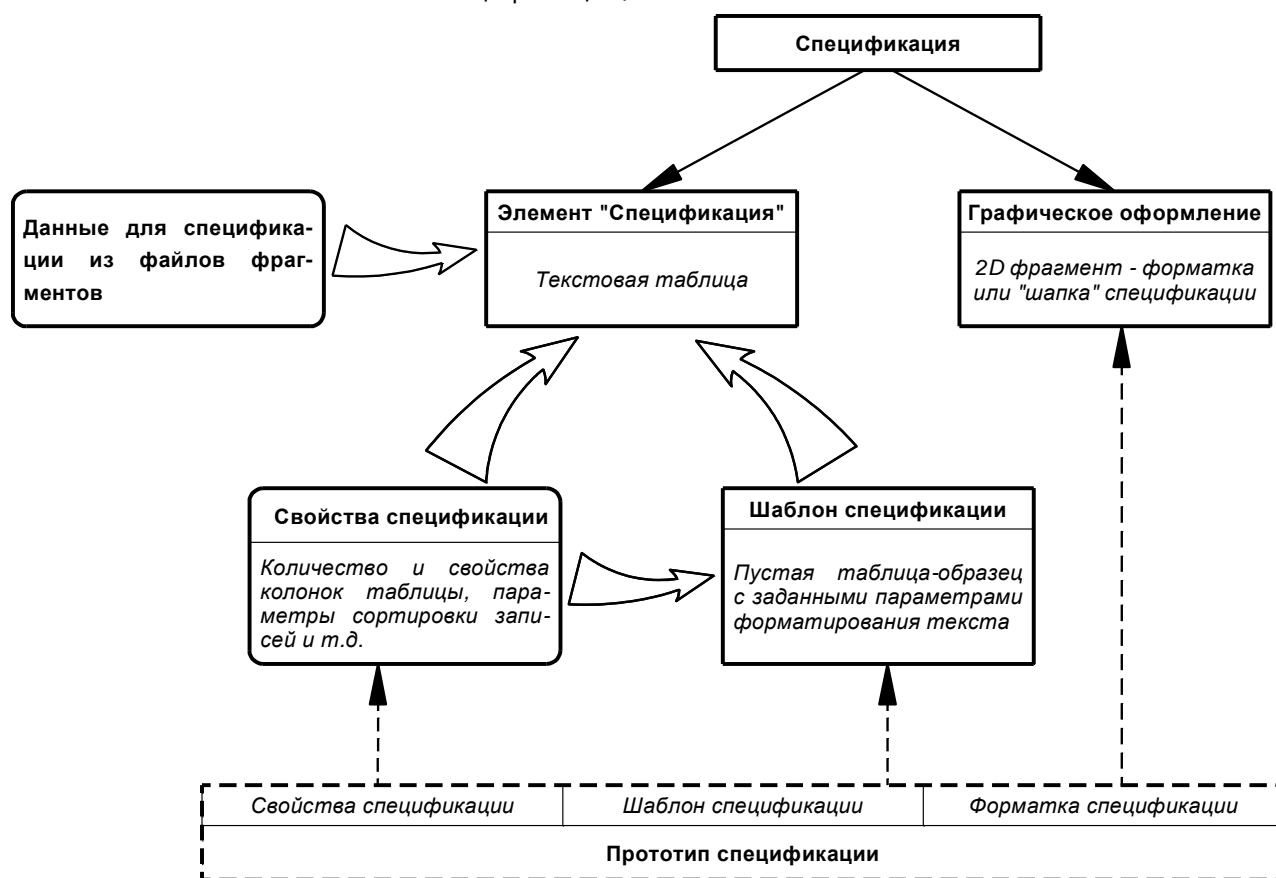 Спецификация
Элемент "Спецификация"
Текстовая таблица
Графическое оформление
2D фрагмент - форматка
или "шапка" спецификации
Данные для специфика-
ции из файлов фраг-
ментов
Свойства спецификации
Количество и свойства
колонок таблицы, пара-
метры сортировки запи-
сей и т.д.
Шаблон спецификации
Пустая таблица-образец
с заданными параметрами
форматирования текста
Свойства спецификации
Шаблон спецификации
Форматка спецификации
Прототип спецификации